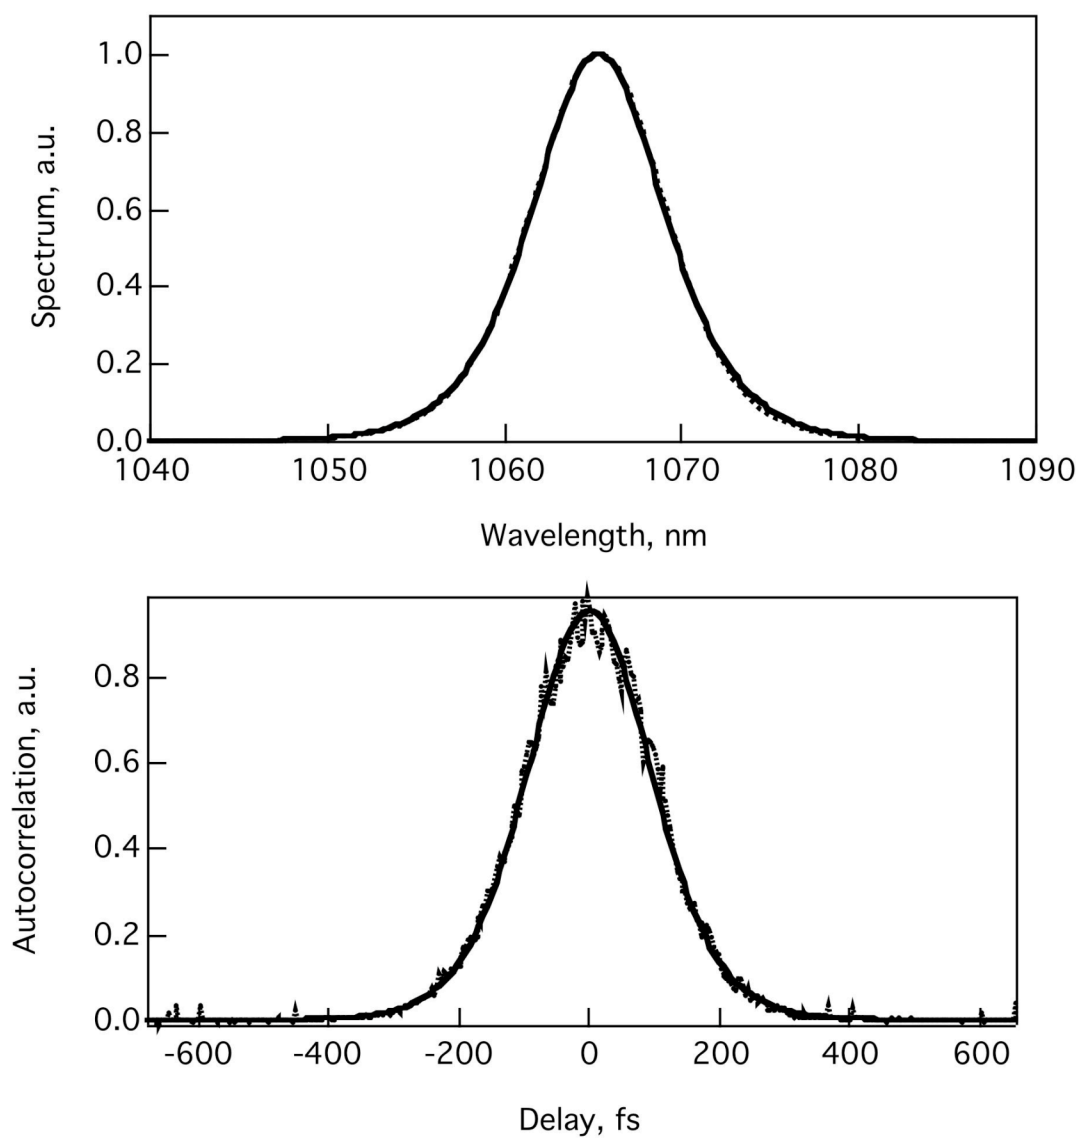 Spectrum, a.u.
1.0
0.8
0.6
0.4
0.2
0.0
1040 1050 1060 1070 1080 1090
Wavelength, nm
Autocorrelation, a.u.
0.8
0.6
0.4
0.2
0.0
-600 -400 -200 0 200 400 600
Delay, fs